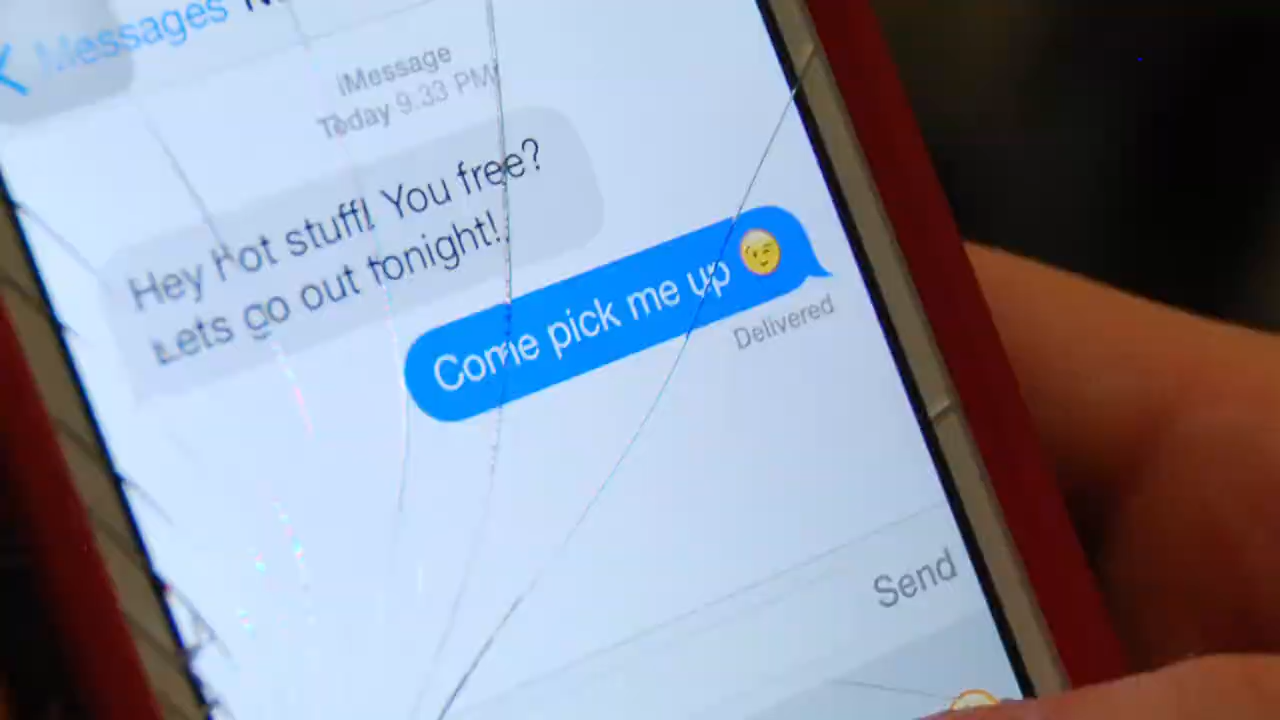 Messages
iMessage
Today 9:33 PM
Hey hot stuff! You free?
Lets go out tonight!
Come pick me up 😉
Delivered
Send